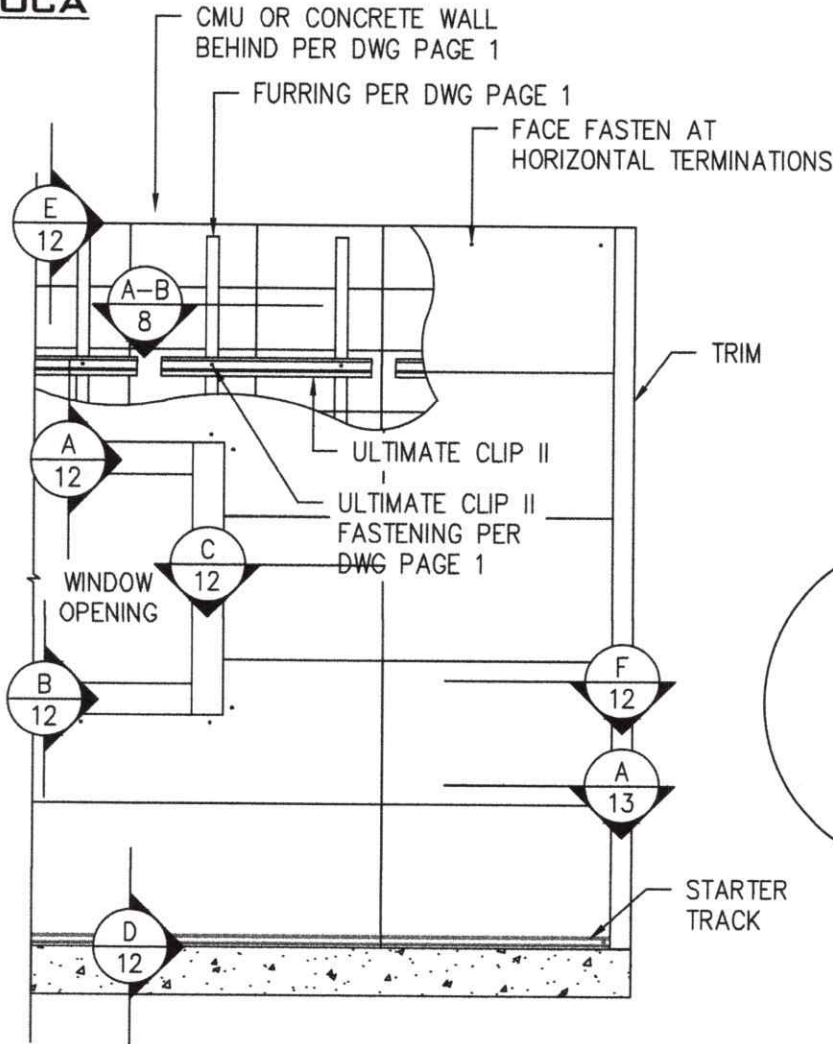 CMU OR CONCRETE WALL
BEHIND PER DWG PAGE 1
FURRING PER DWG PAGE 1
FACE FASTEN AT
HORIZONTAL TERMINATIONS
E
12
A-B
8
TRIM
A
12
ULTIMATE CLIP II
ULTIMATE CLIP II
FASTENING PER
DWG PAGE 1
C
12
WINDOW
OPENING
B
12
F
12
A
13
STARTER
TRACK
D
12